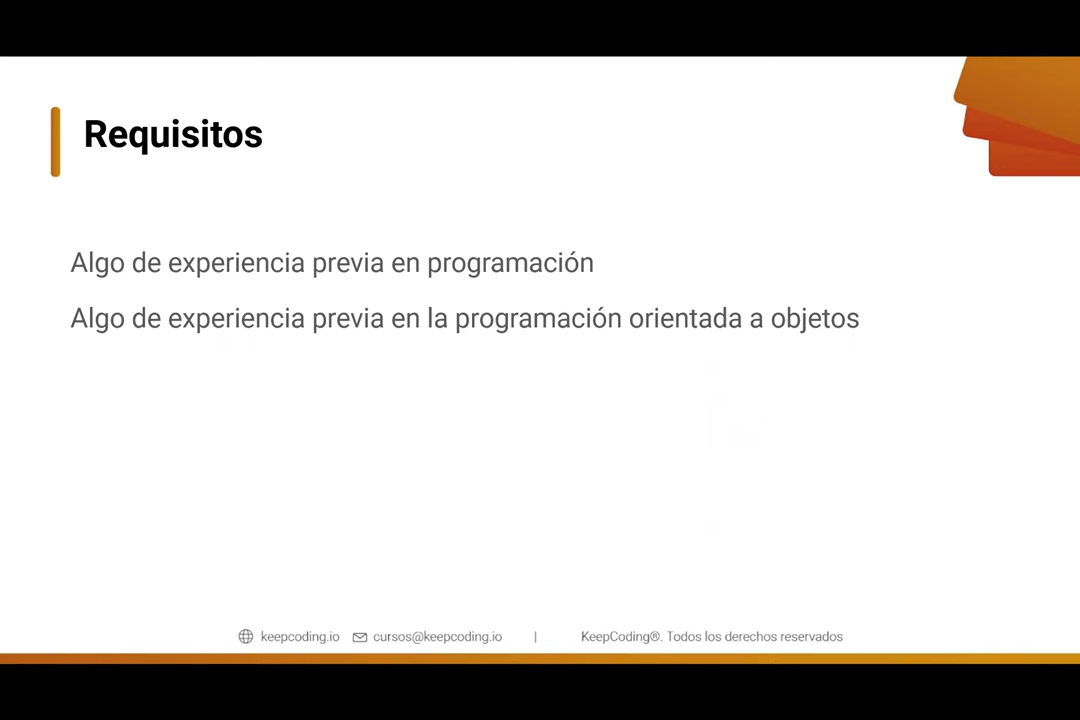 Requisitos
Algo de experiencia previa en programación
Algo de experiencia previa en la programación orientada a objetos
keepcoding.io cursos@keepcoding.io | KeepCoding®. Todos los derechos reservados